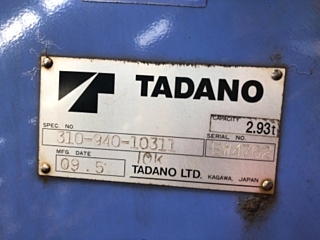 TADANO
CAPACITY
2.93t
SPEC. NO.
SERIAL NO.
310-940-10311
MFG. DATE
10K
09.5
TADANO LTD. KAGAWA, JAPAN